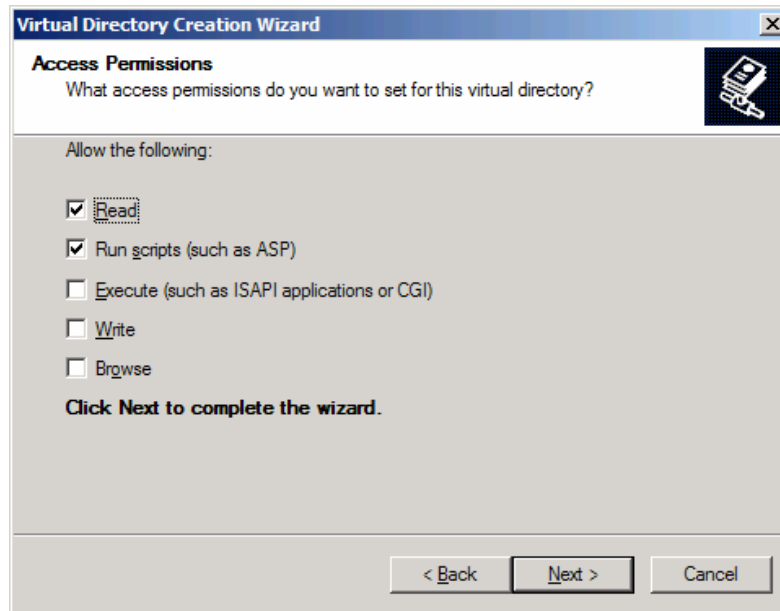 Virtual Directory Creation Wizard
Access Permissions
What access permissions do you want to set for this virtual directory?
Allow the following:
Read
Run scripts (such as ASP)
Execute (such as ISAPI applications or CGI)
Write
Browse
Click Next to complete the wizard.
< Back Next > Cancel